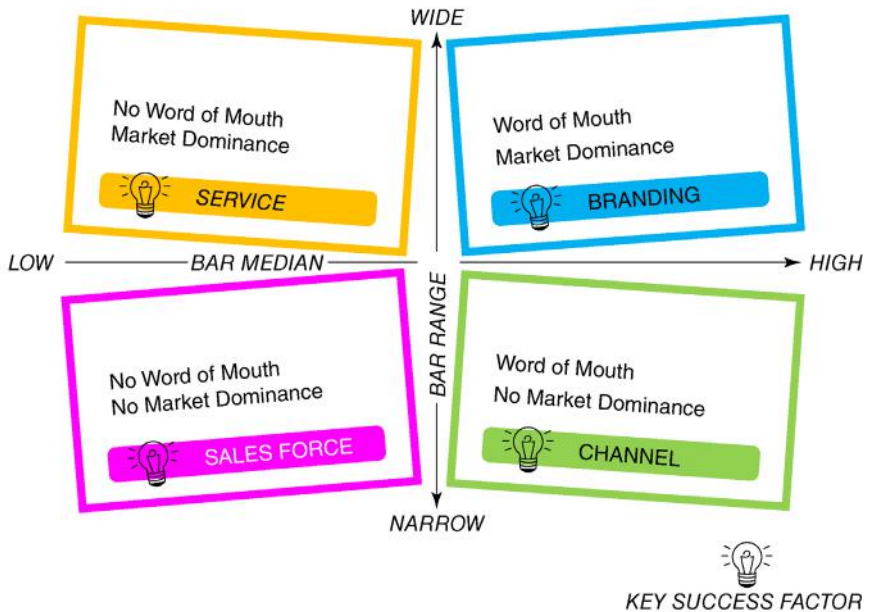 WIDE
No Word of Mouth
Market Dominance
SERVICE
Word of Mouth
Market Dominance
BRANDING
LOW
BAR MEDIAN
HIGH
BAR RANGE
No Word of Mouth
No Market Dominance
SALES FORCE
Word of Mouth
No Market Dominance
CHANNEL
NARROW
KEY SUCCESS FACTOR